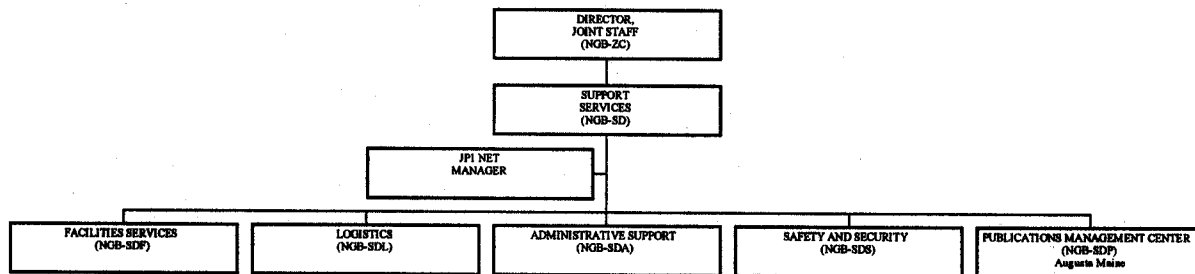 DIRECTOR,
JOINT STAFF
(NGB-ZC)
SUPPORT
SERVICES
(NGB-SD)
JP1 NET
MANAGER
FACILITIES SERVICES
(NGB-SDF)
LOGISTICS
(NGB-SDL)
ADMINISTRATIVE SUPPORT
(NGB-SDA)
SAFETY AND SECURITY
(NGB-SDS)
PUBLICATIONS MANAGEMENT CENTER
(NGB-SDP)
Augusta Maine